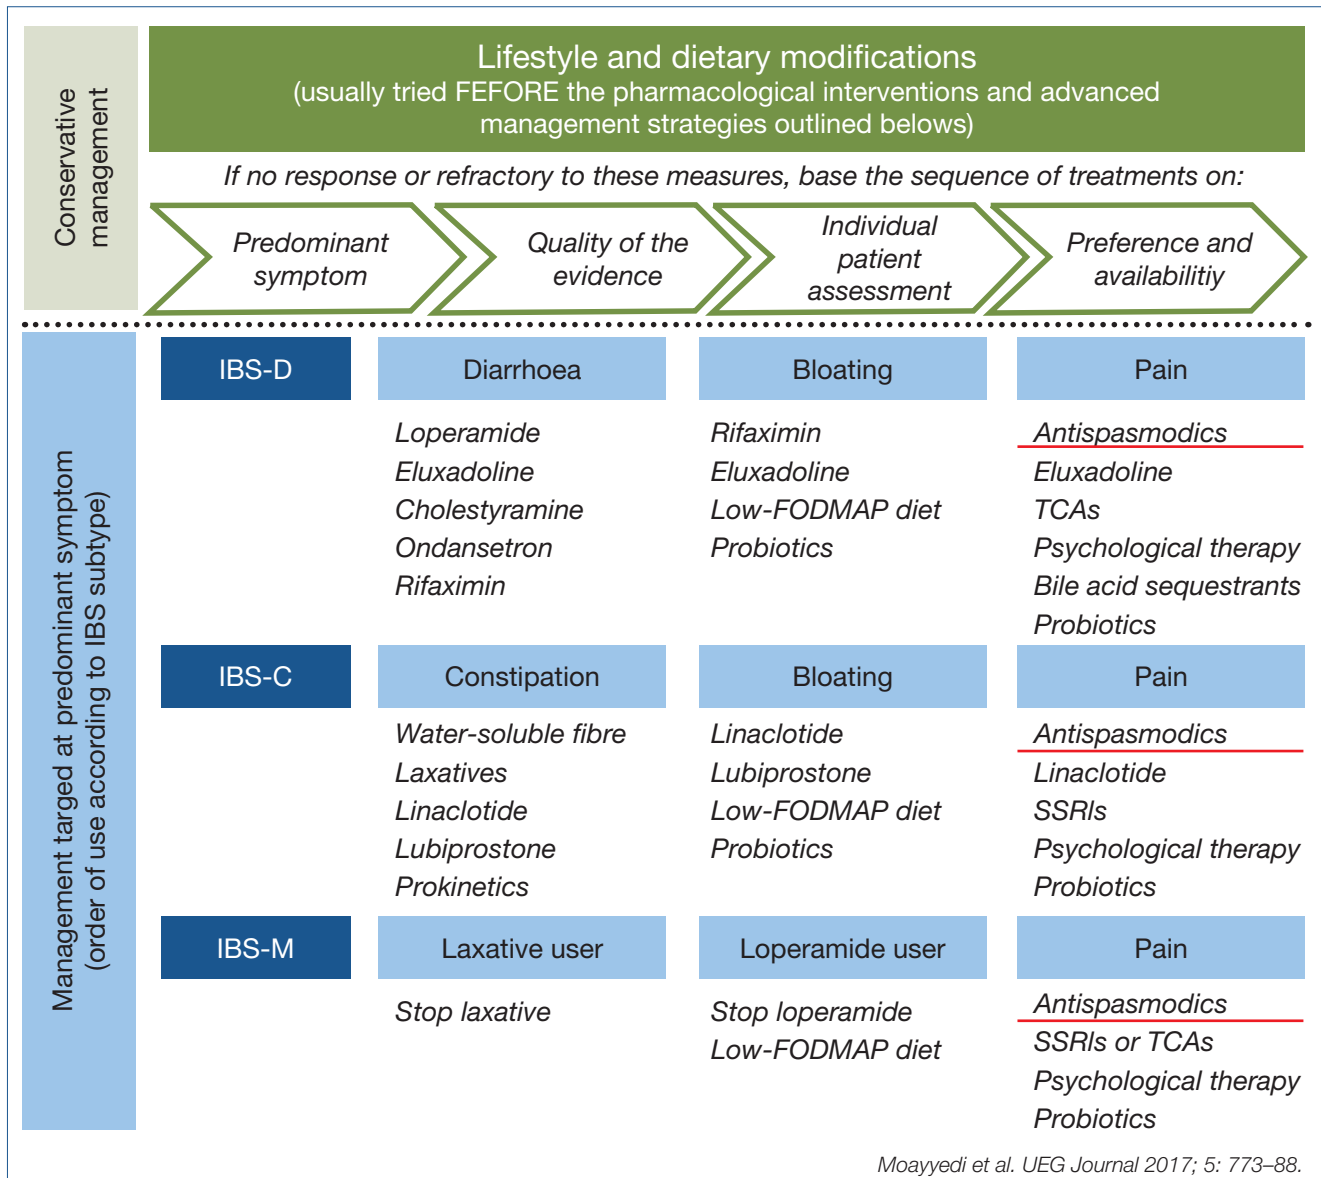 Conservative
management
Lifestyle and dietary modifications
(usually tried FEFORE the pharmacological interventions and advanced
management strategies outlined belows)
If no response or refractory to these measures, base the sequence of treatments on:
Predominant
symptom
Quality of the
evidence
Individual
patient
assessment
Preference and
availabilitiy
Management targed at predominant symptom
(order of use according to IBS subtype)
IBS-D
Diarrhoea
Bloating
Pain
Loperamide
Eluxadoline
Cholestyramine
Ondansetron
Rifaximin
Rifaximin
Eluxadoline
Low-FODMAP diet
Probiotics
Antispasmodics
Eluxadoline
TCAs
Psychological therapy
Bile acid sequestrants
Probiotics
IBS-C
Constipation
Bloating
Pain
Water-soluble fibre
Laxatives
Linaclotide
Lubiprostone
Prokinetics
Linaclotide
Lubiprostone
Low-FODMAP diet
Probiotics
Antispasmodics
Linaclotide
SSRIs
Psychological therapy
Probiotics
IBS-M
Laxative user
Loperamide user
Pain
Stop laxative
Stop loperamide
Low-FODMAP diet
Antispasmodics
SSRIs or TCAs
Psychological therapy
Probiotics
Moayyedi et al. UEG Journal 2017; 5: 773–88.